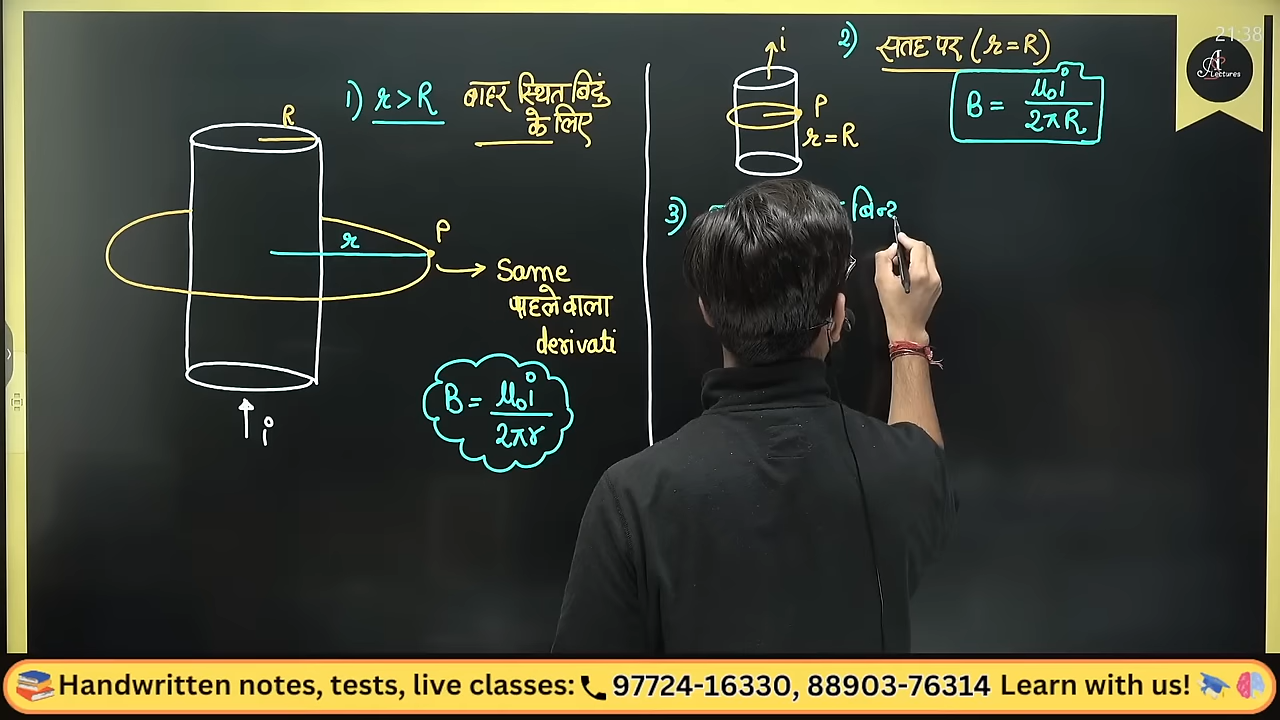 R
1) r > R बाहर स्थित बिंदु
के लिए
r
P
→ Same
पहले वाला
derivati
B = μ₀i / 2πr
↑ i
i
P
r = R
2) सतह पर (r = R)
B = μ₀i / 2πR
3)
बिन्दु
21:38
AP
Lectures
📚Handwritten notes, tests, live classes: 📞 97724-16330, 88903-76314 Learn with us! 🎓 🧠